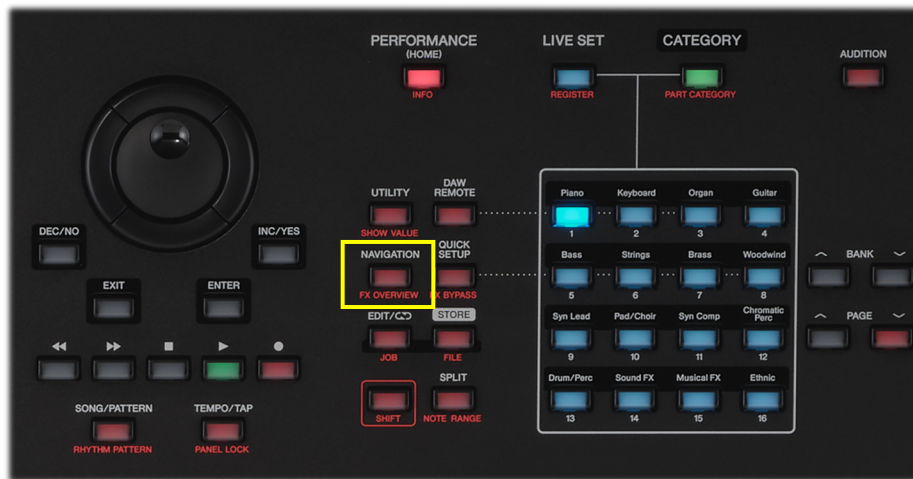 PERFORMANCE
(HOME)
INFO
LIVE SET
REGISTER
CATEGORY
PART CATEGORY
AUDITION
DEC/NO
INC/YES
EXIT
ENTER
SONG/PATTERN
RHYTHM PATTERN
TEMPO/TAP
PANEL LOCK
UTILITY
SHOW VALUE
DAW
REMOTE
NAVIGATION
FX OVERVIEW
QUICK
SETUP
FX BYPASS
EDIT/
JOB
STORE
FILE
SHIFT
SPLIT
NOTE RANGE
Piano Keyboard Organ Guitar
1 2 3 4
Bass Strings Brass Woodwind
5 6 7 8
Syn Lead Pad/Choir Syn Comp Chromatic
Perc
9 10 11 12
Drum/Perc Sound FX Musical FX Ethnic
13 14 15 16
BANK
PAGE